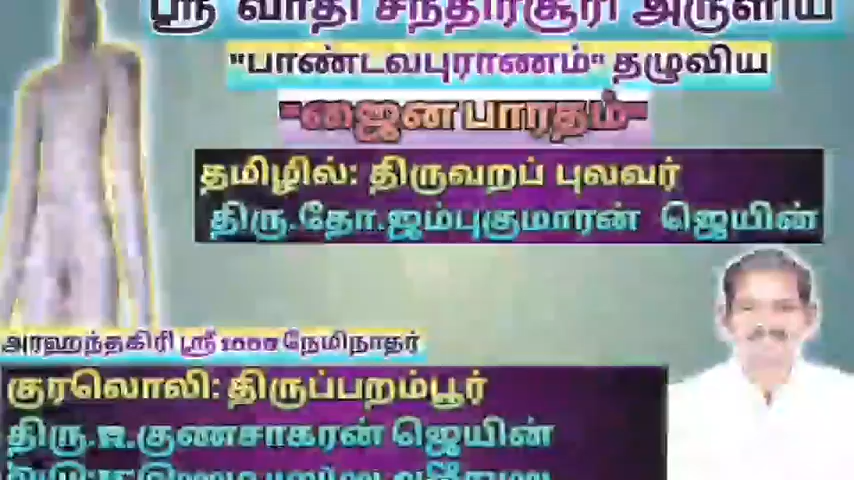 ஸ்ரீ வாதி சந்திரசூரி அருளிய
"பாண்டவபுராணம்" தழுவிய
"ஜைன பாரதம்"
தமிழில்: திருவறப் புலவர்
திரு.தோ.ஜம்புகுமாரன் ஜெயின்
அரஹந்தகிரி ஸ்ரீ 1008 நேமிநாதர்
குரலொலி: திருப்பறம்பூர்
திரு.ஜ.குணசாகரன் ஜெயின்